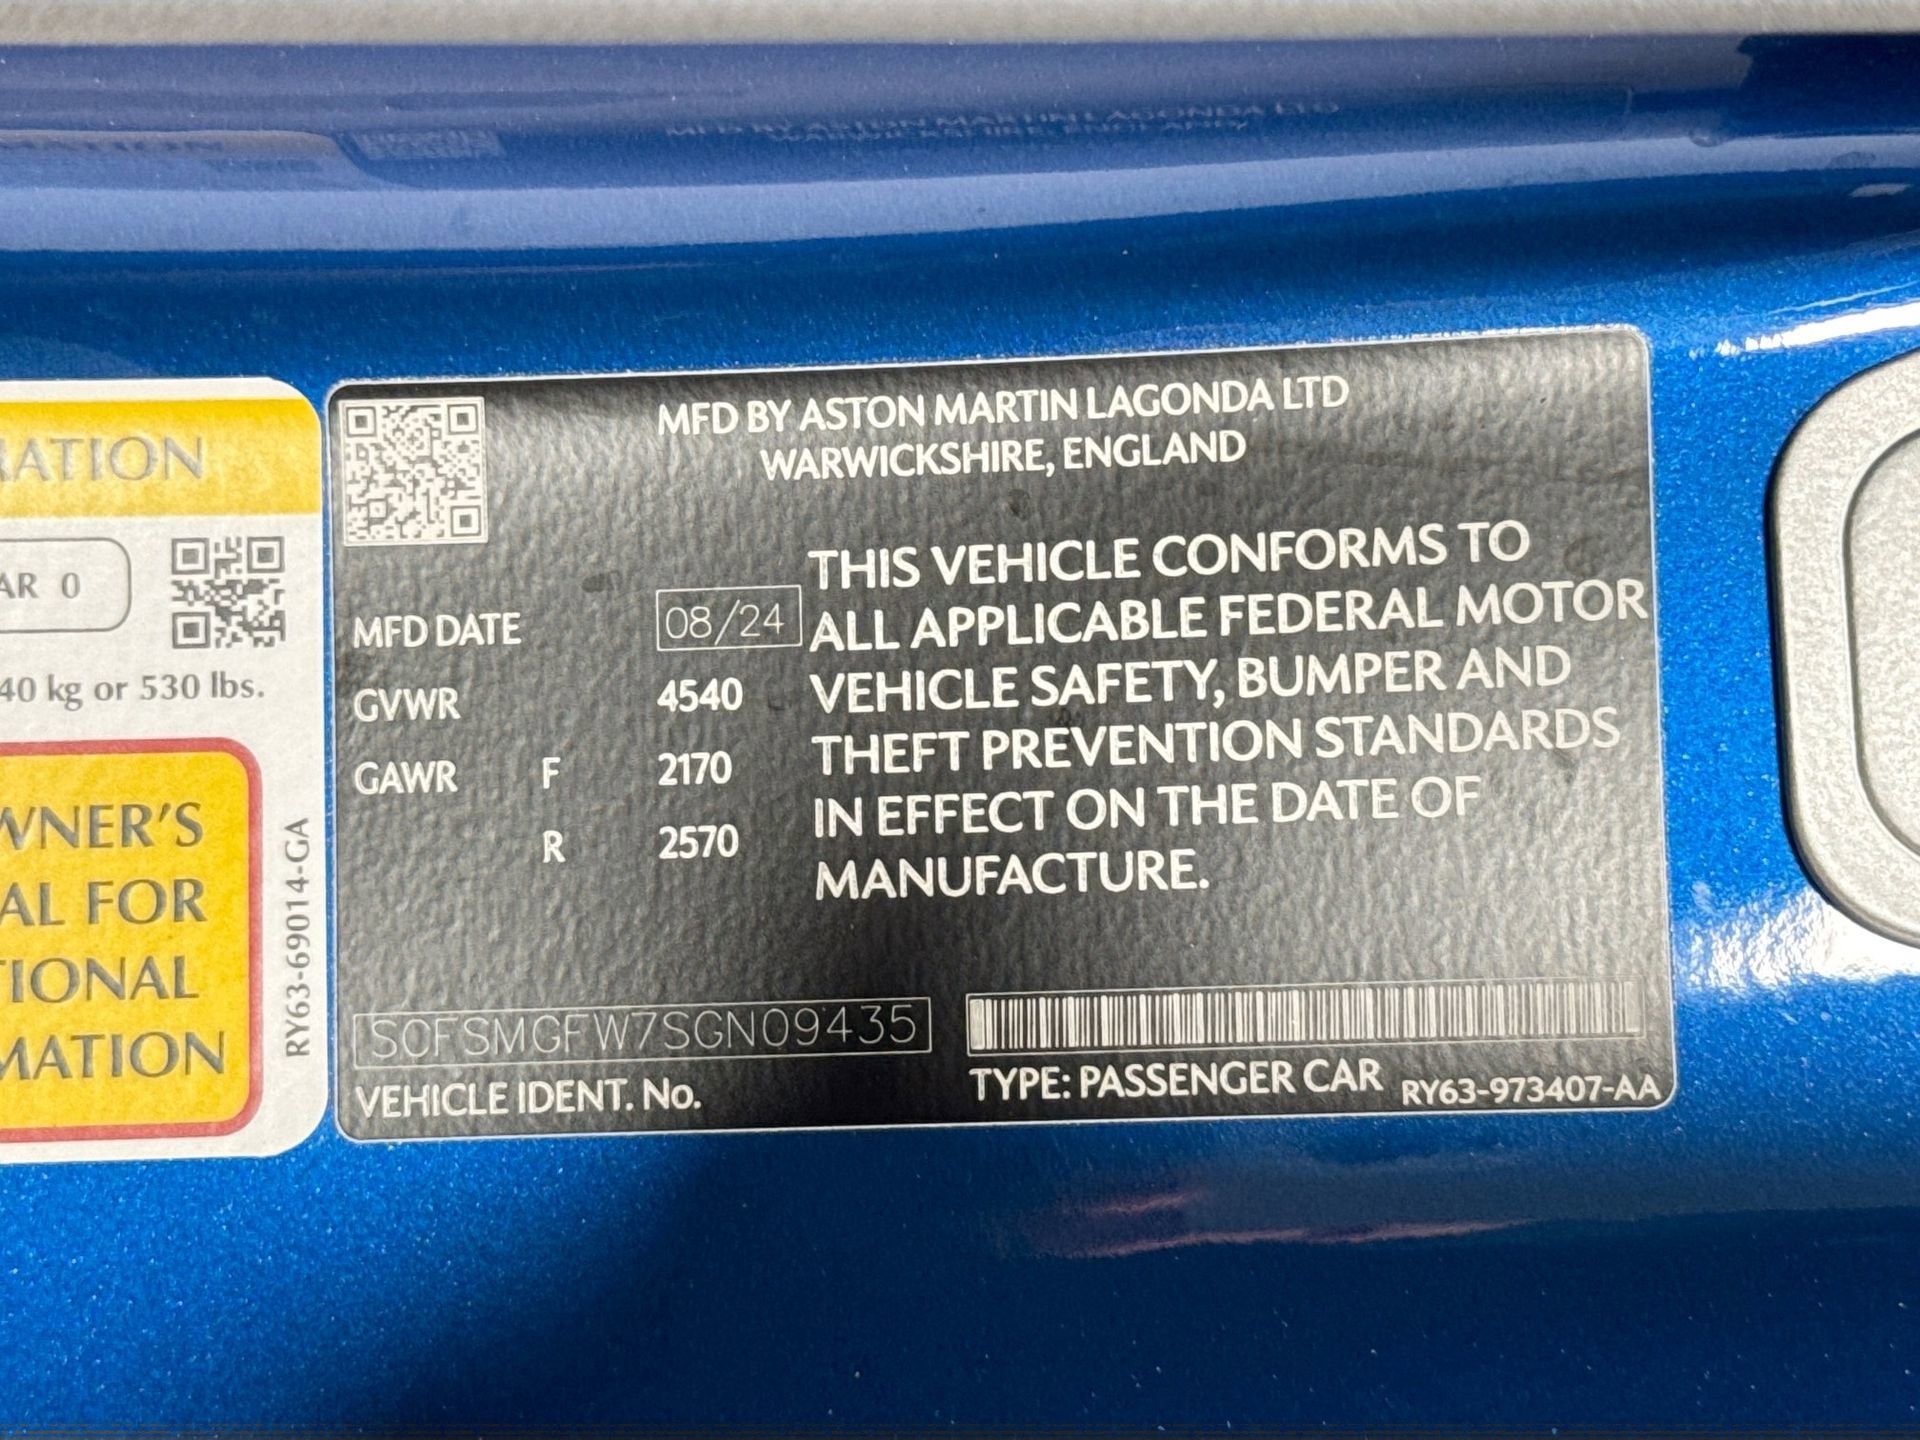 MFD BY ASTON MARTIN LAGONDA LTD
WARWICKSHIRE, ENGLAND
THIS VEHICLE CONFORMS TO
ALL APPLICABLE FEDERAL MOTOR
VEHICLE SAFETY, BUMPER AND
THEFT PREVENTION STANDARDS
IN EFFECT ON THE DATE OF
MANUFACTURE.
MFD DATE 08/24
GVWR 4540
GAWR F 2170
R 2570
SCFSMGFW7SGN09435
VEHICLE IDENT. No.
TYPE: PASSENGER CAR RY63-973407-AA
MATION
AR 0
40 kg or 530 lbs.
WNER'S
AL FOR
TIONAL
MATION
RY63-69014-GA